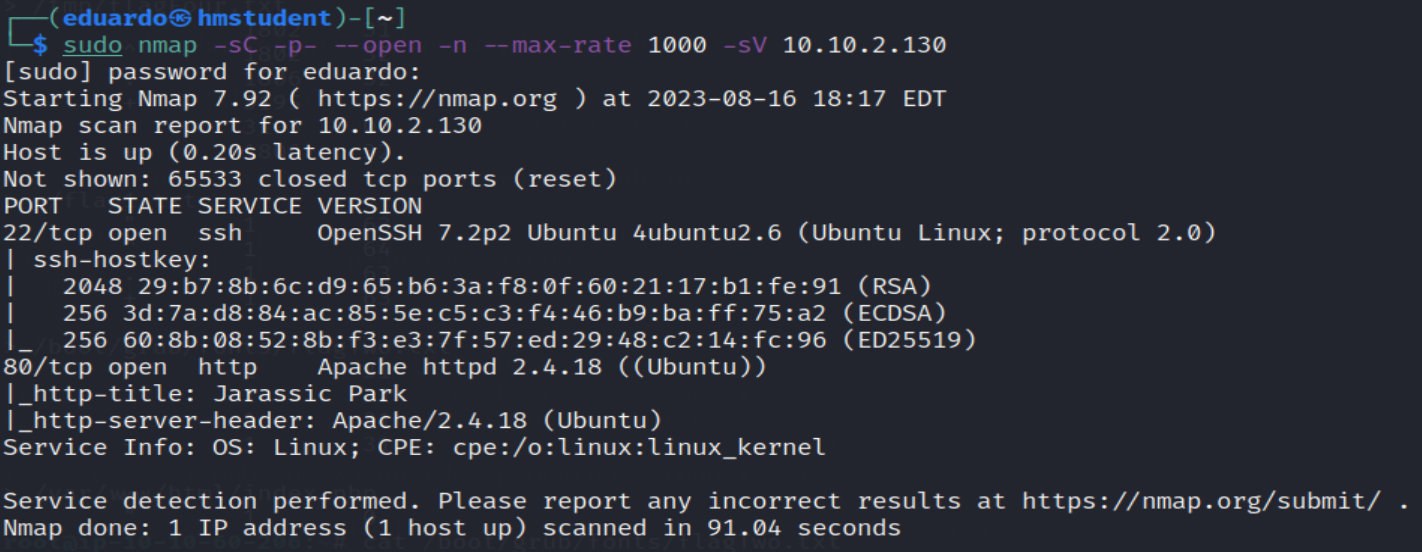 ┌──(eduardo㉿hmstudent)-[~]
└─$ sudo nmap -sC -p- --open -n --max-rate 1000 -sV 10.10.2.130
[sudo] password for eduardo:
Starting Nmap 7.92 ( https://nmap.org ) at 2023-08-16 18:17 EDT
Nmap scan report for 10.10.2.130
Host is up (0.20s latency).
Not shown: 65533 closed tcp ports (reset)
PORT   STATE SERVICE VERSION
22/tcp open  ssh     OpenSSH 7.2p2 Ubuntu 4ubuntu2.6 (Ubuntu Linux; protocol 2.0)
| ssh-hostkey:
|   2048 29:b7:8b:6c:d9:65:b6:3a:f8:0f:60:21:17:b1:fe:91 (RSA)
|   256 3d:7a:d8:84:ac:85:5e:c5:c3:f4:46:b9:ba:ff:75:a2 (ECDSA)
|_  256 60:8b:08:52:8b:f3:e3:7f:57:ed:29:48:c2:14:fc:96 (ED25519)
80/tcp open  http    Apache httpd 2.4.18 ((Ubuntu))
|_http-title: Jarassic Park
|_http-server-header: Apache/2.4.18 (Ubuntu)
Service Info: OS: Linux; CPE: cpe:/o:linux:linux_kernel

Service detection performed. Please report any incorrect results at https://nmap.org/submit/ .
Nmap done: 1 IP address (1 host up) scanned in 91.04 seconds